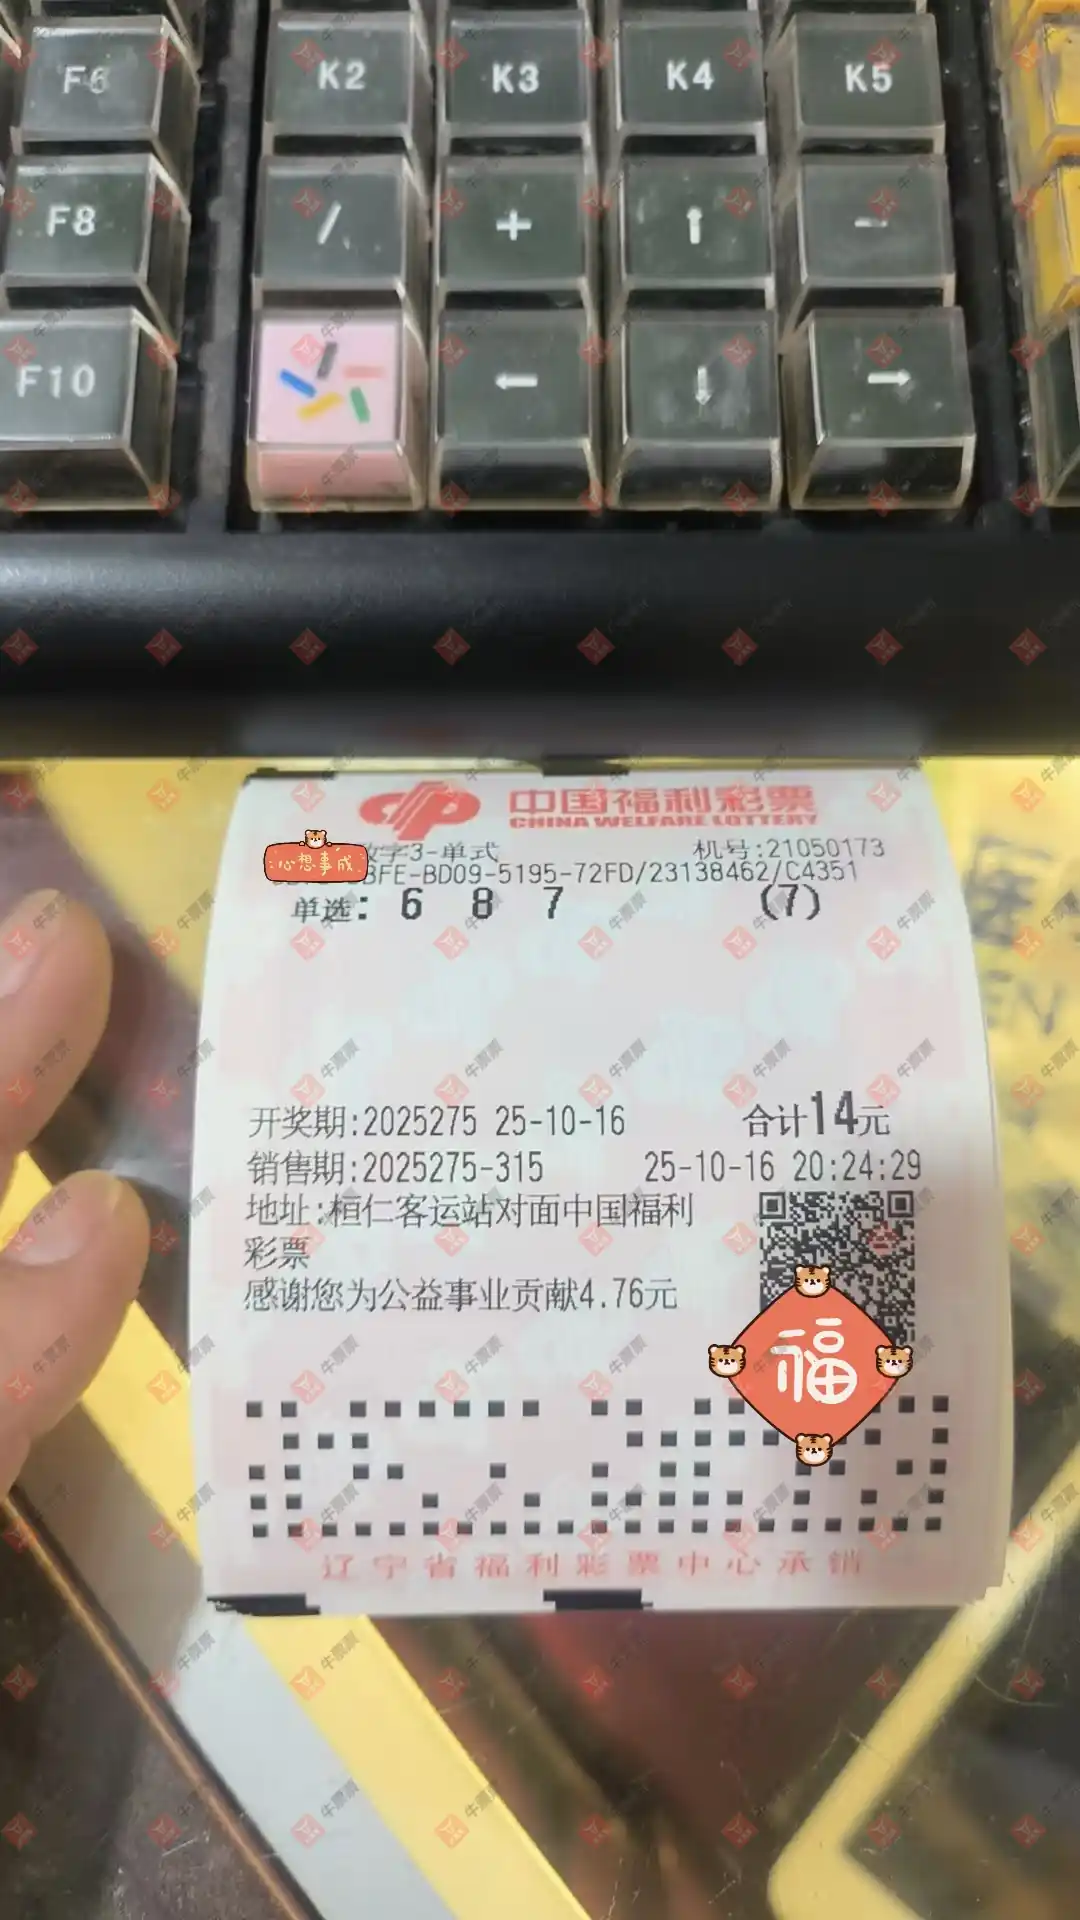 F6 K2 K3 K4 K5
F8 / + ↑ -
F10 ← ↓ →
中国福利彩票
CHINA WELFARE LOTTERY
心想事成
数字3-单式 机号:21050173
BFE-BD09-5195-72FD/23138462/C4351
单选: 6 8 7 (7)
开奖期:2025275 25-10-16 合计14元
销售期:2025275-315 25-10-16 20:24:29
地址:桓仁客运站对面中国福利
彩票
感谢您为公益事业贡献4.76元
福
辽宁省福利彩票中心承销
牛票票